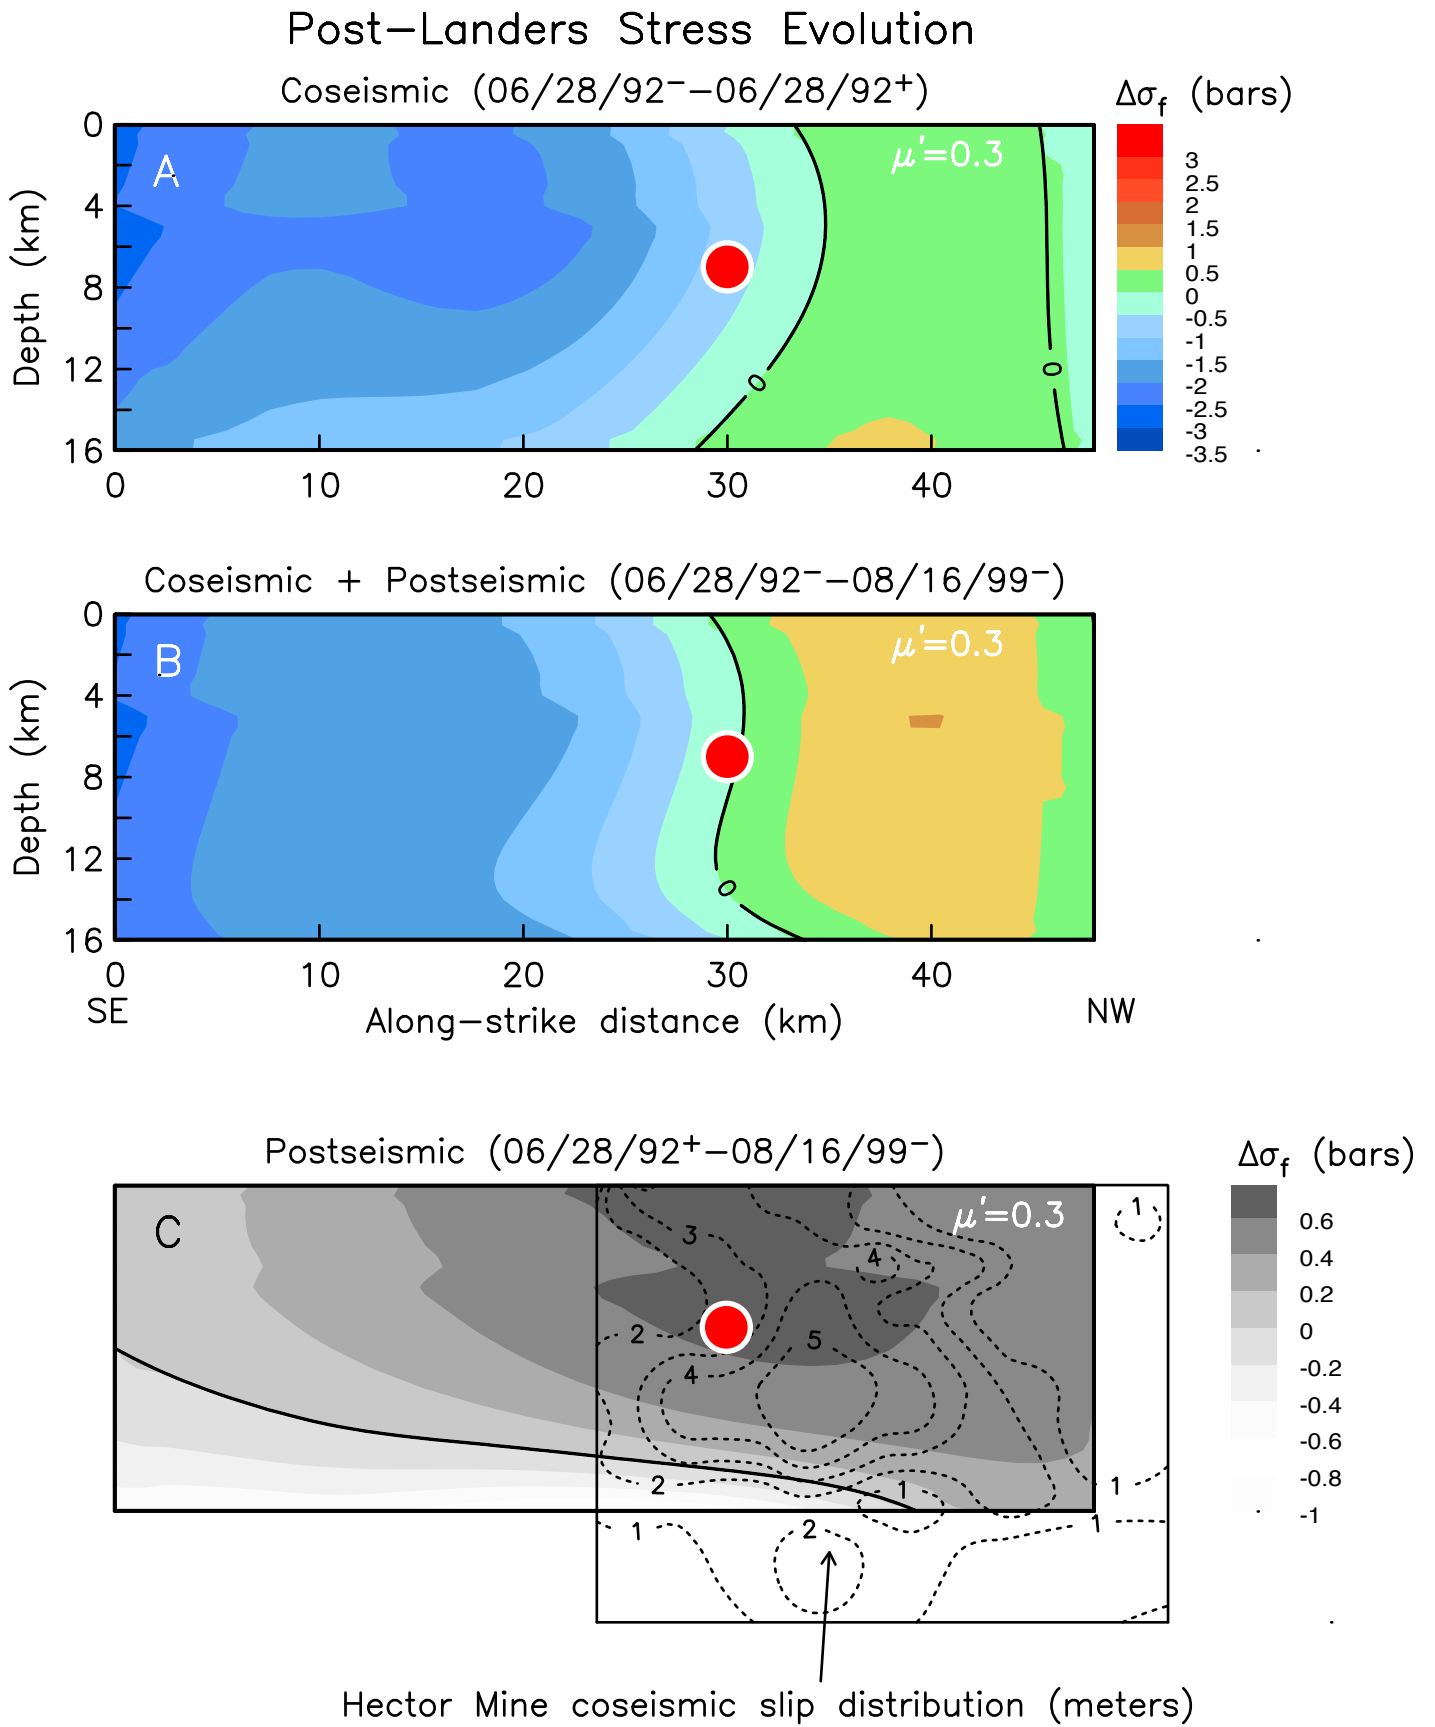 Post–Landers Stress Evolution
Coseismic (06/28/92⁻–06/28/92⁺)
Δσf (bars)
A
μ'=0.3
Depth (km)
0
4
8
12
16
0 10 20 30 40
0
0
3
2.5
2
1.5
1
0.5
0
-0.5
-1
-1.5
-2
-2.5
-3
-3.5
Coseismic + Postseismic (06/28/92⁻–08/16/99⁻)
B
μ'=0.3
Depth (km)
0
4
8
12
16
0
0 10 20 30 40
SE
NW
Along–strike distance (km)
Postseismic (06/28/92⁺–08/16/99⁻)
Δσf (bars)
C
μ'=0.3
1
3
4
2
5
4
2
1
1
1
2
1
0.6
0.4
0.2
0
-0.2
-0.4
-0.6
-0.8
-1
Hector Mine coseismic slip distribution (meters)